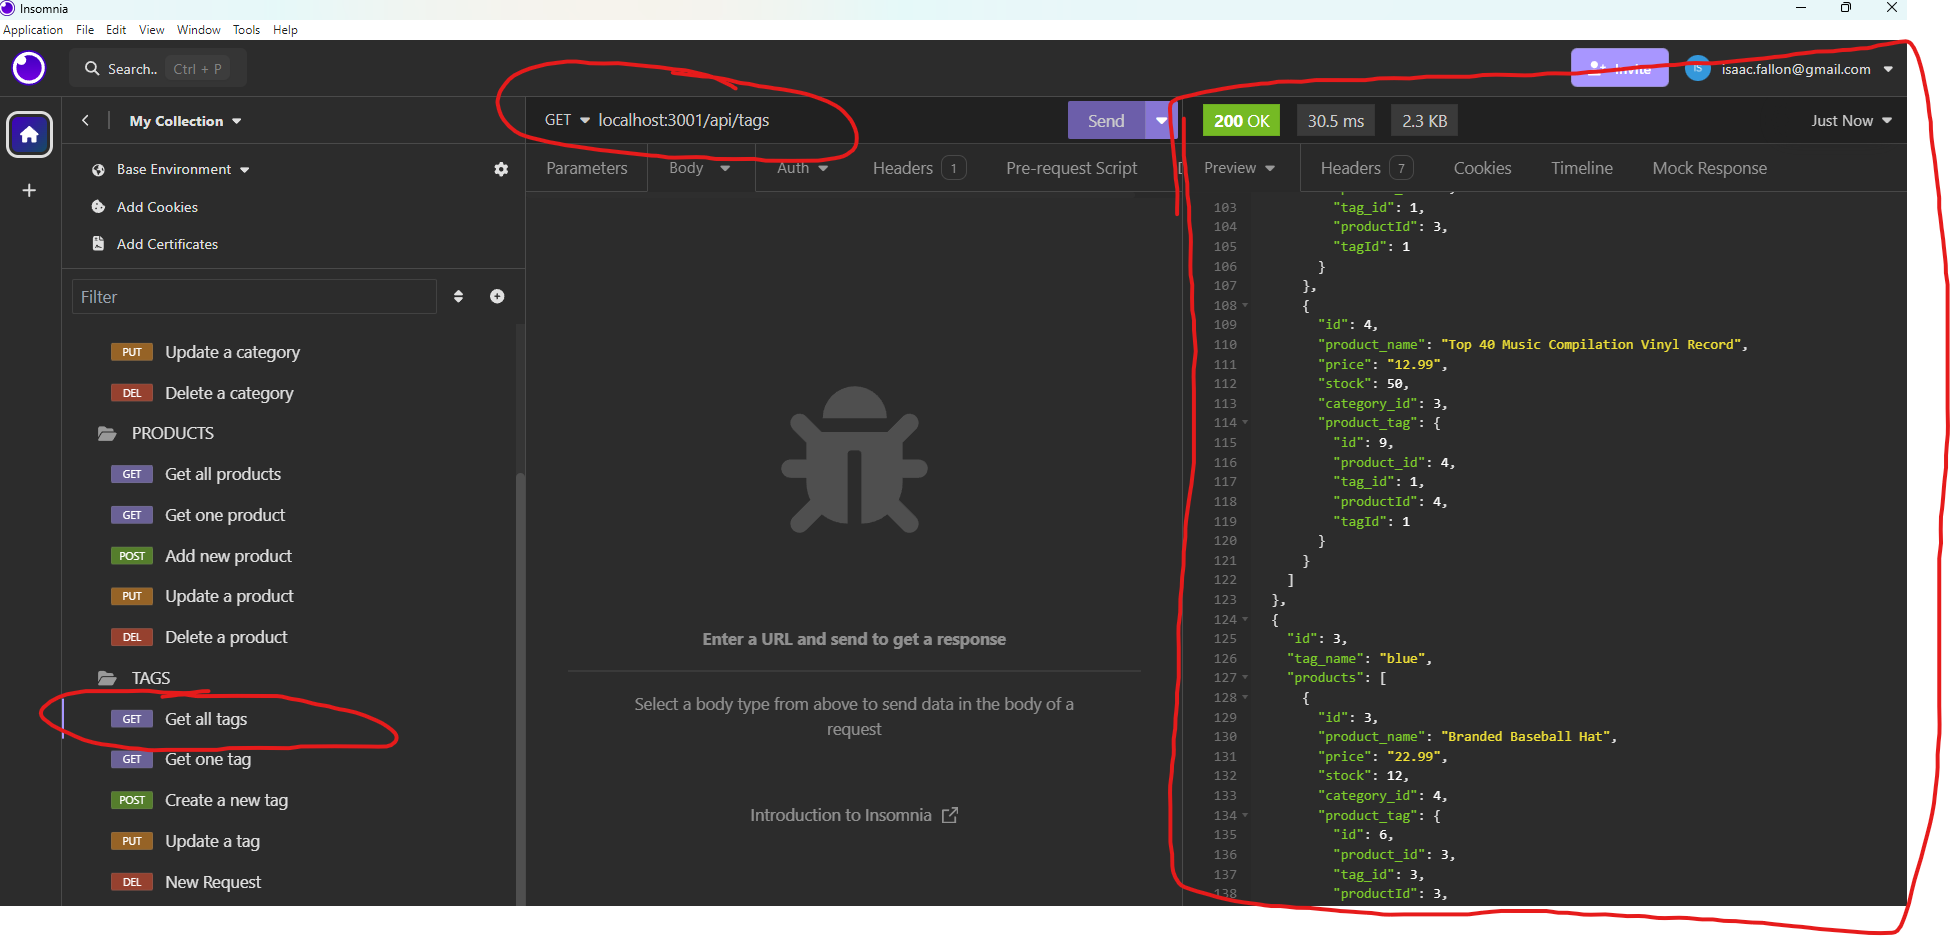 Insomnia
Application File Edit View Window Tools Help
Search.. Ctrl + P
Invite
IS
isaac.fallon@gmail.com
My Collection
GET localhost:3001/api/tags
Send
200 OK 30.5 ms 2.3 KB
Just Now
Base Environment
Parameters Body Auth Headers 1 Pre-request Script
Preview Headers 7 Cookies Timeline Mock Response
Add Cookies
Add Certificates
Filter
PUT Update a category
DEL Delete a category
PRODUCTS
GET Get all products
GET Get one product
POST Add new product
PUT Update a product
DEL Delete a product
TAGS
GET Get all tags
GET Get one tag
POST Create a new tag
PUT Update a tag
DEL New Request
Enter a URL and send to get a response
Select a body type from above to send data in the body of a
request
Introduction to Insomnia
103 "tag_id": 1,
104 "productId": 3,
105 "tagId": 1
106 }
107 },
108 {
109 "id": 4,
110 "product_name": "Top 40 Music Compilation Vinyl Record",
111 "price": "12.99",
112 "stock": 50,
113 "category_id": 3,
114 "product_tag": {
115 "id": 9,
116 "product_id": 4,
117 "tag_id": 1,
118 "productId": 4,
119 "tagId": 1
120 }
121 }
122 ]
123 },
124 {
125 "id": 3,
126 "tag_name": "blue",
127 "products": [
128 {
129 "id": 3,
130 "product_name": "Branded Baseball Hat",
131 "price": "22.99",
132 "stock": 12,
133 "category_id": 4,
134 "product_tag": {
135 "id": 6,
136 "product_id": 3,
137 "tag_id": 3,
138 "productId": 3,